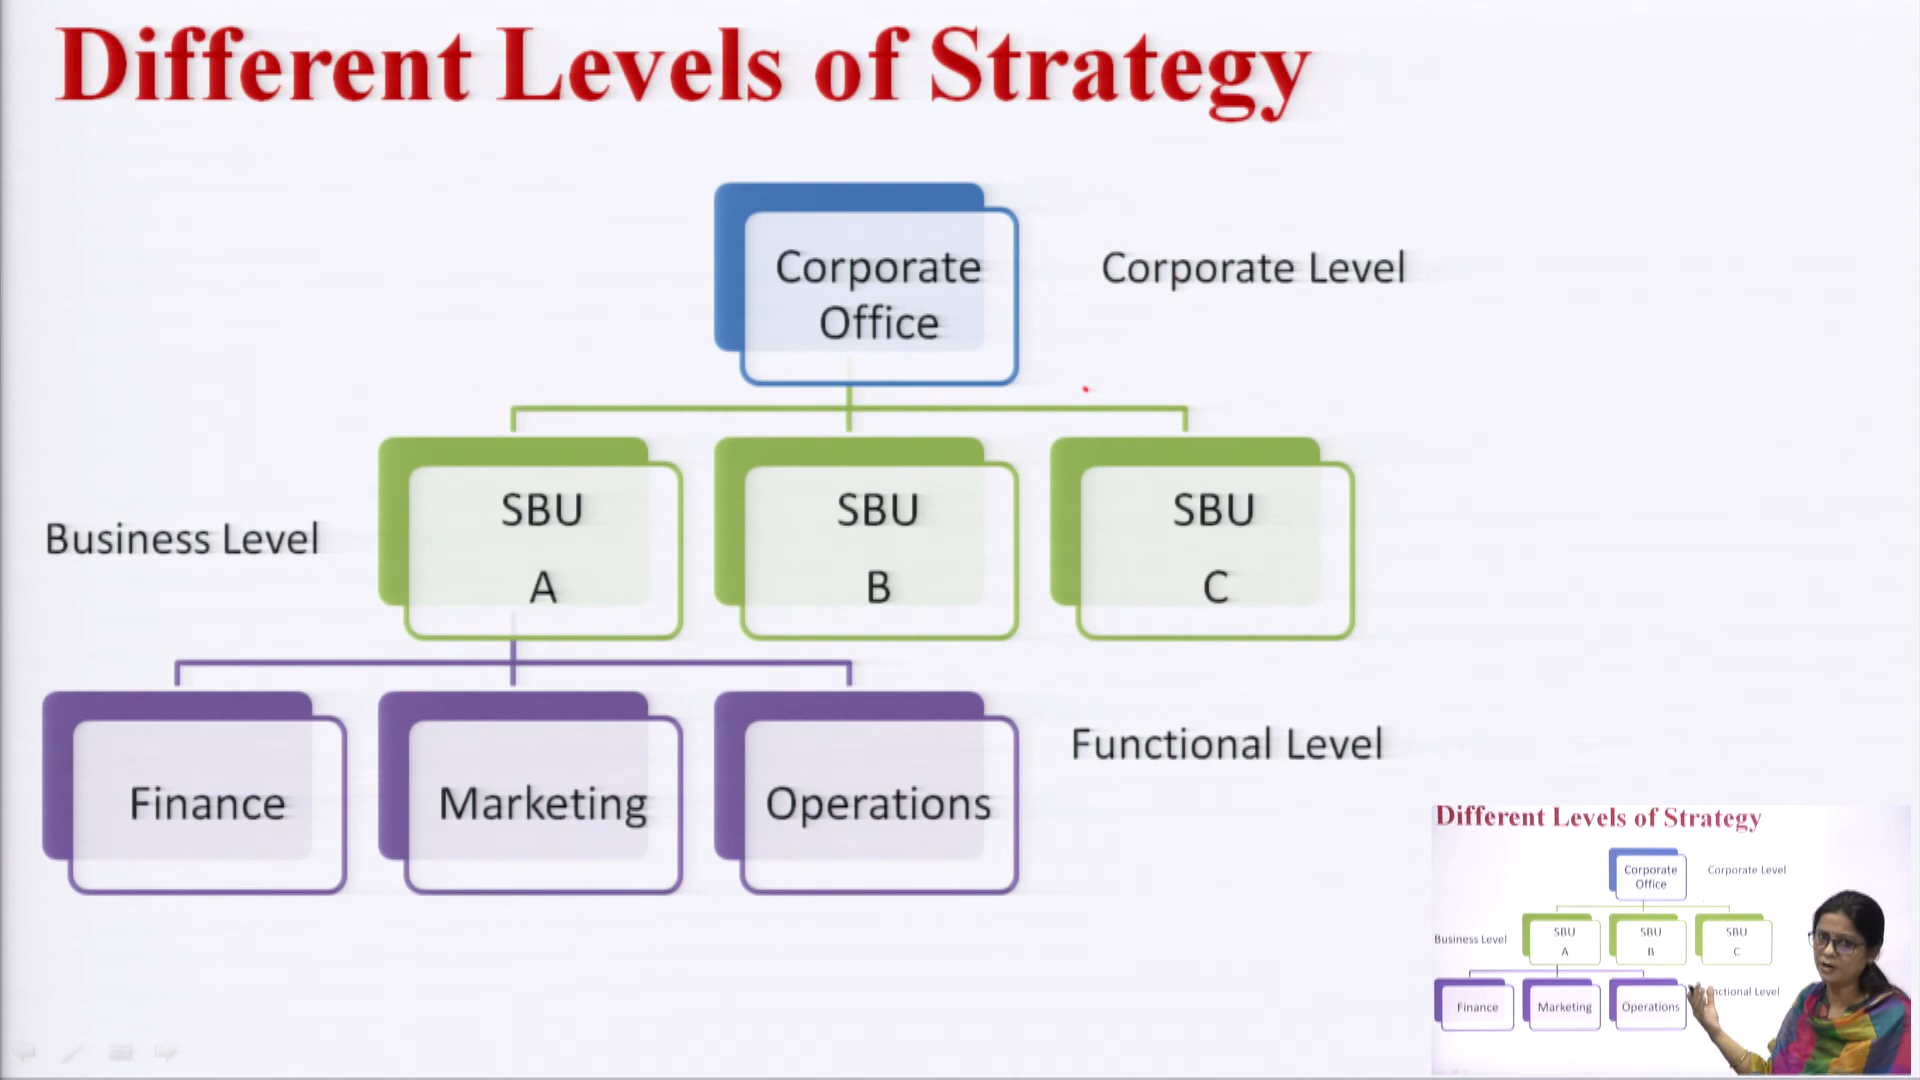 Different Levels of Strategy
Corporate
Office
Corporate Level
Business Level
SBU
A
SBU
B
SBU
C
Finance
Marketing
Operations
Functional Level
Different Levels of Strategy
Corporate
Office
Corporate Level
Business Level
SBU
A
SBU
B
SBU
C
Finance
Marketing
Operations
Level